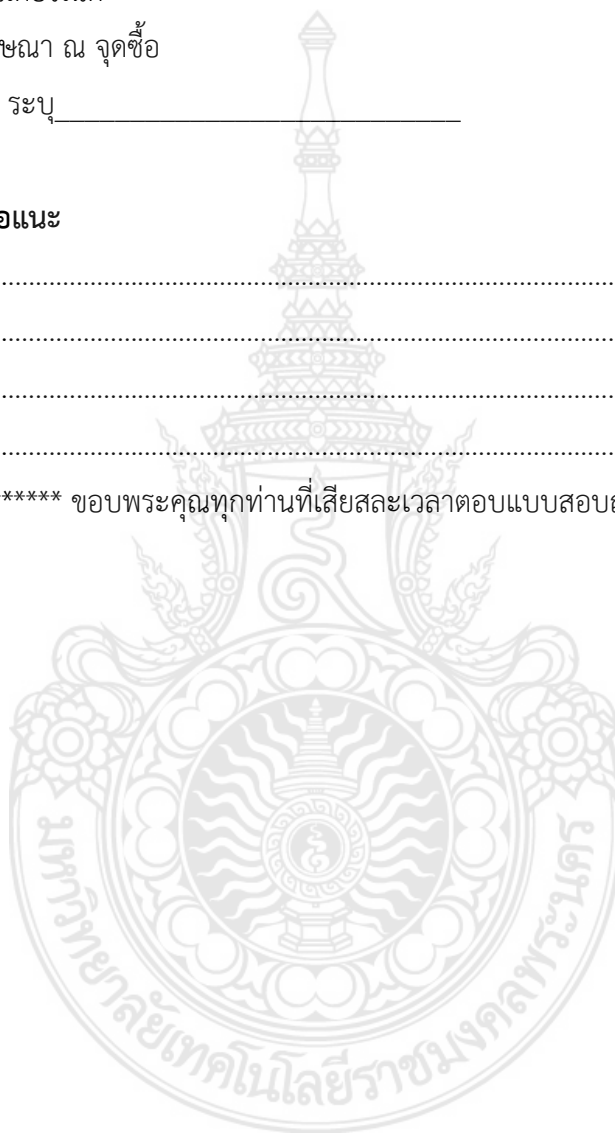 ษณา ณ จุดซื้อ
ระบุ___________________________
อแนะ
....................................................................................................
....................................................................................................
....................................................................................................
....................................................................................................
****** ขอบพระคุณทุกท่านที่เสียสละเวลาตอบแบบสอบ
มหาวิทยาลัยเทคโนโลยีราชมงคลพระนคร